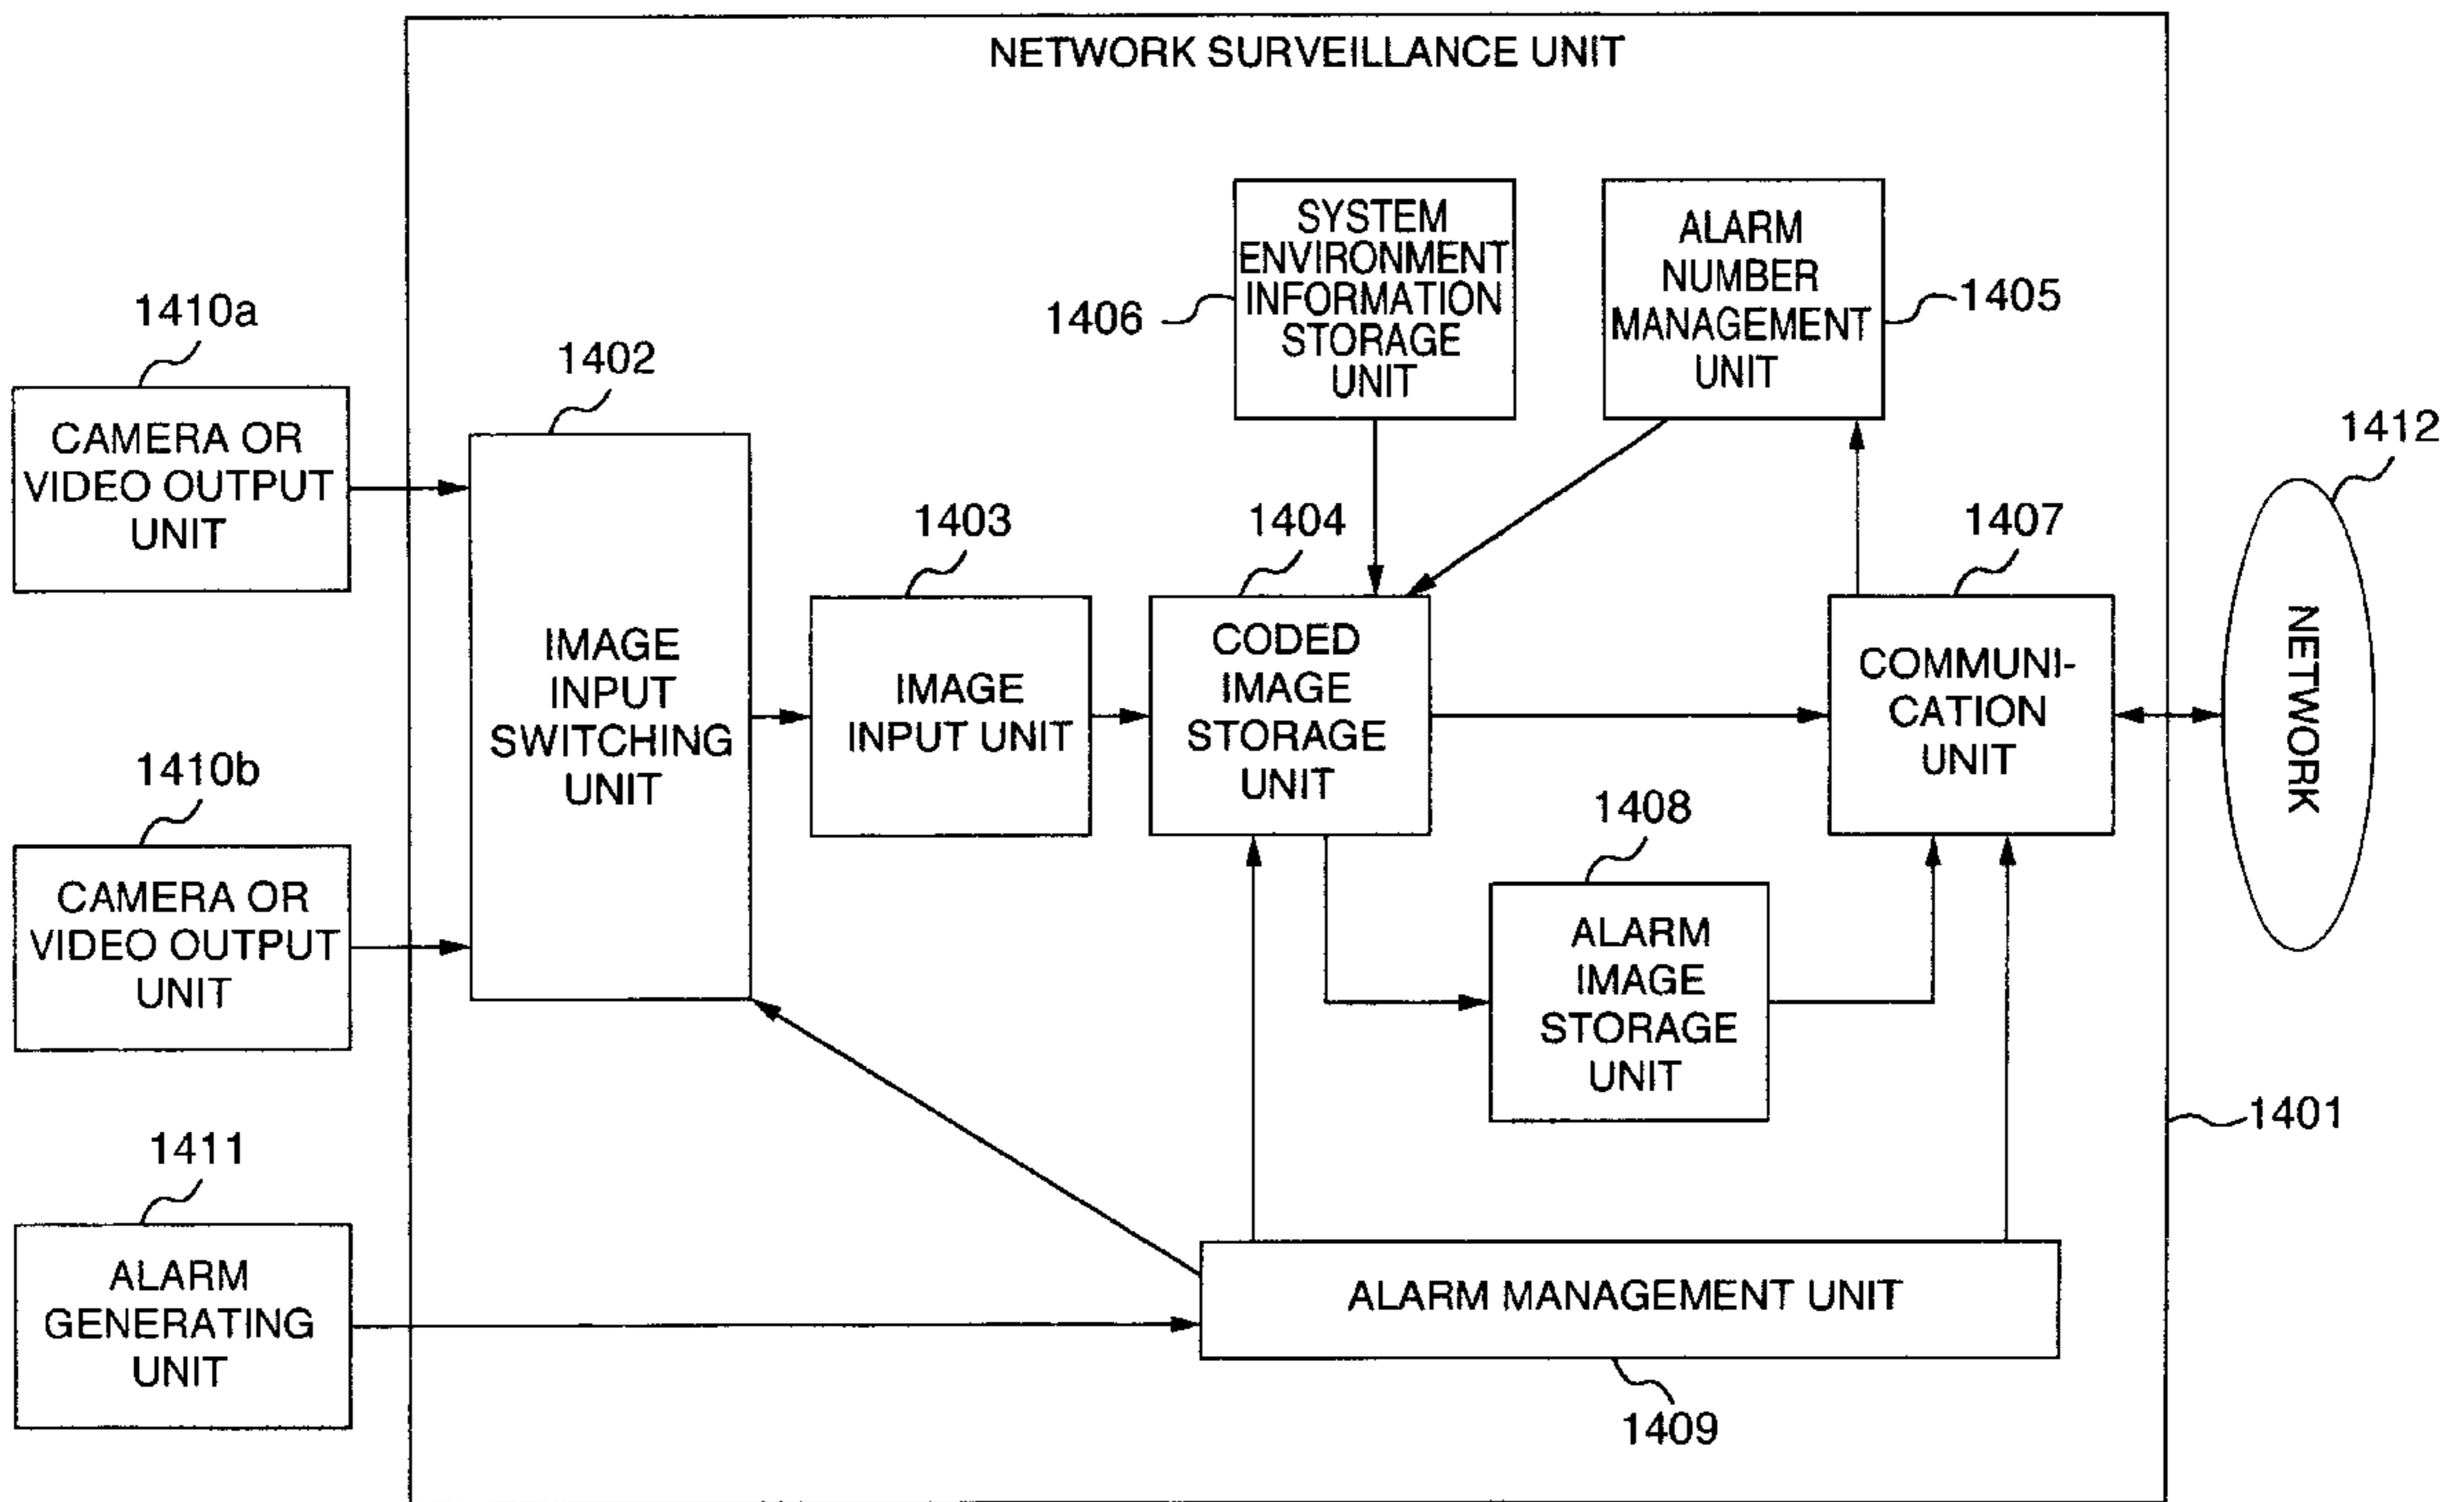 NETWORK SURVEILLANCE UNIT
1410a
CAMERA OR
VIDEO OUTPUT
UNIT
1410b
CAMERA OR
VIDEO OUTPUT
UNIT
1411
ALARM
GENERATING
UNIT
1402
IMAGE
INPUT
SWITCHING
UNIT
1403
IMAGE
INPUT UNIT
1404
CODED
IMAGE
STORAGE
UNIT
1406
SYSTEM
ENVIRONMENT
INFORMATION
STORAGE
UNIT
ALARM
NUMBER
MANAGEMENT
UNIT
1405
1407
COMMUNI-
CATION
UNIT
1408
ALARM
IMAGE
STORAGE
UNIT
ALARM MANAGEMENT UNIT
1409
1412
NETWORK
1401